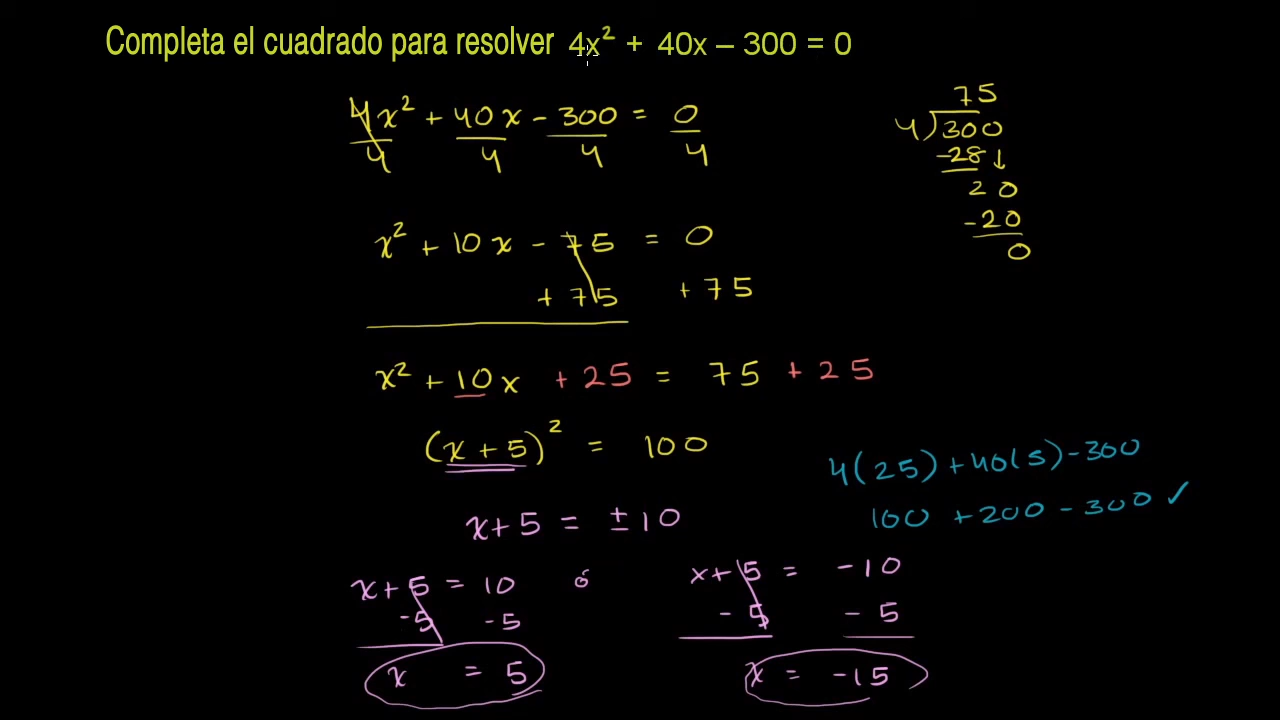 Completa el cuadrado para resolver 4x² + 40x – 300 = 0
4x² + 40x - 300 = 0
4 4 4 4
x² + 10x - 75 = 0
+ 75 + 75
x² + 10x + 25 = 75 + 25
(x + 5)² = 100
x + 5 = ± 10
x + 5 = 10 ó x + 5 = -10
-5 -5 - 5 - 5
x = 5 x = -15
75
4) 300
-28↓
20
-20
0
4(25) + 40(5) - 300
100 + 200 - 300 ✓